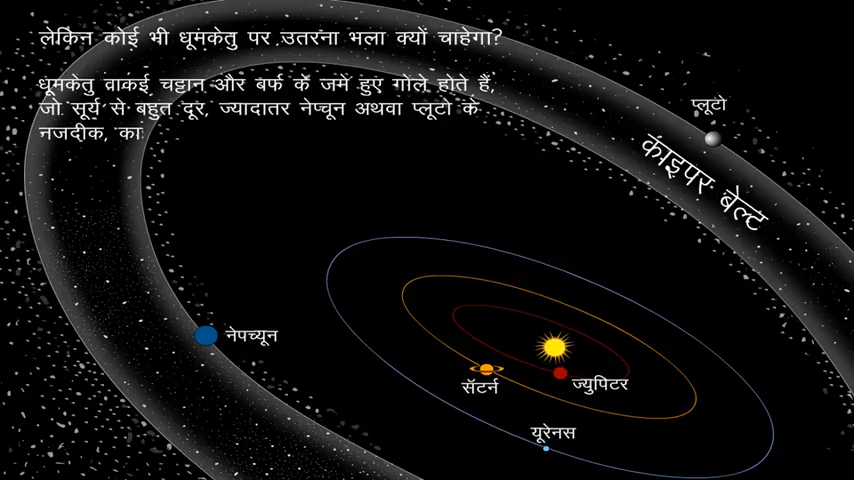 लेकिन कोई भी धूमकेतु पर उतरना भला क्यों चाहेगा?
धूमकेतु वाकई चट्टान और बर्फ के जमे हुए गोले होते हैं,
जो सूर्य से बहुत दूर, ज्यादातर नेप्चून अथवा प्लूटो के
नजदीक, का
प्लूटो
काइपर बेल्ट
नेपच्यून
सॅटर्न
ज्युपिटर
यूरेनस